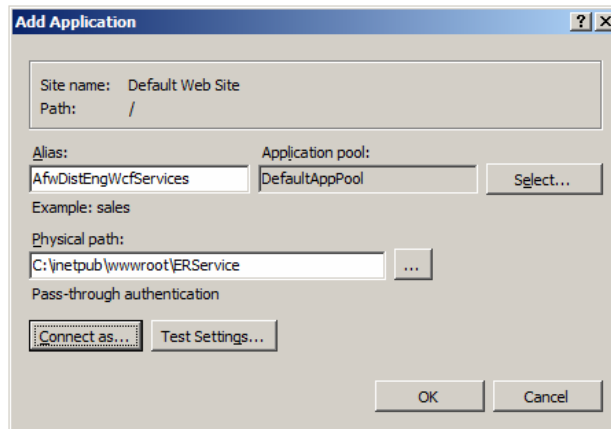 Add Application
Site name: Default Web Site
Path: /
Alias: Application pool:
AfwDistEngWcfServices DefaultAppPool Select...
Example: sales
Physical path:
C:\inetpub\wwwroot\ERService ...
Pass-through authentication
Connect as... Test Settings...
OK Cancel